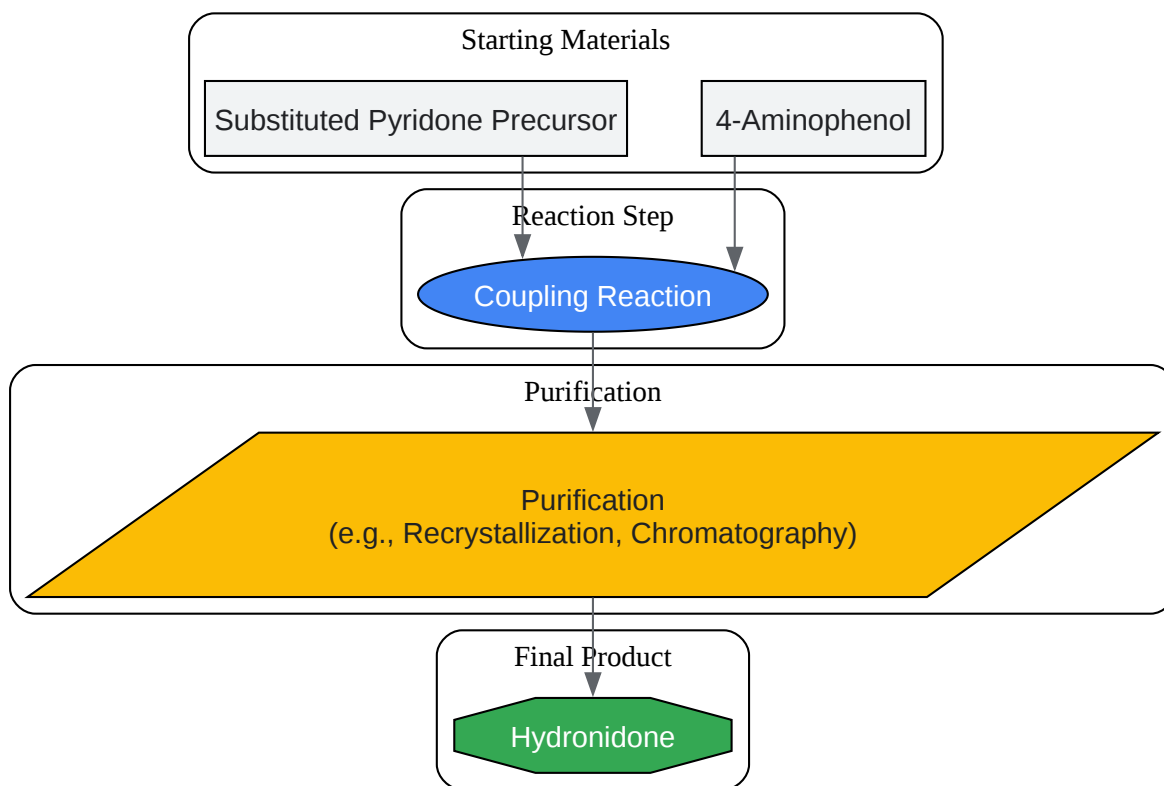 Starting Materials
Substituted Pyridone Precursor
4-Aminophenol
Reaction Step
Coupling Reaction
Purification
Purification
(e.g., Recrystallization, Chromatography)
Final Product
Hydronidone